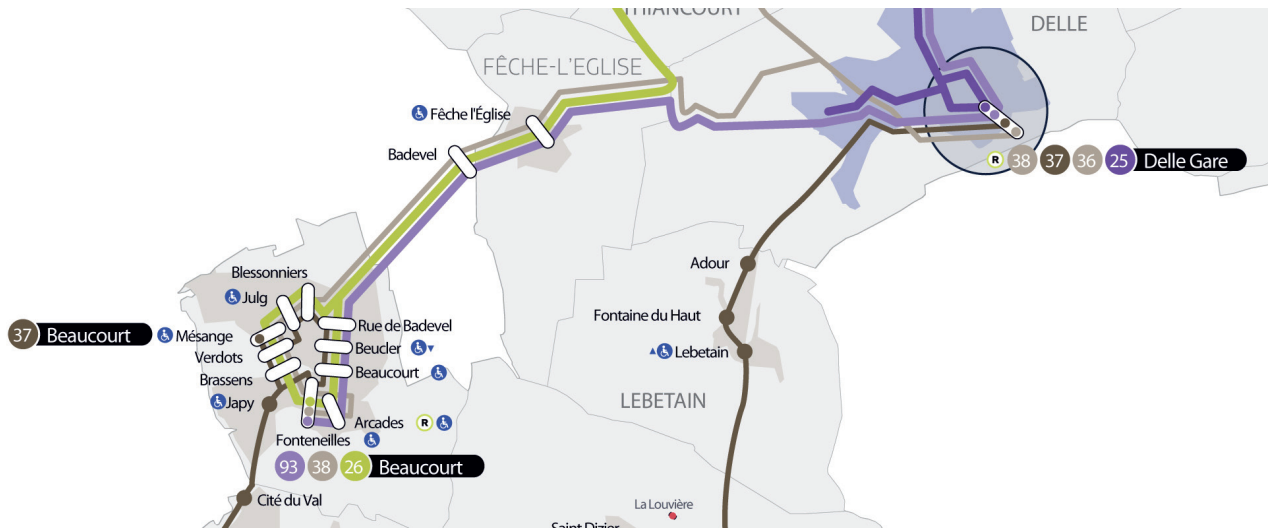 THIANCOURT
DELLE
FÊCHE-L'EGLISE
Fêche l'Église
Badevel
R 38 37 36 25 Delle Gare
Blessonniers
Julg
Adour
37 Beaucourt
Mésange
Rue de Badevel
Fontaine du Haut
Verdots
Beucler
Lebetain
Brassens
Beaucourt
Japy
LEBETAIN
Arcades R
Fonteneilles
93 38 26 Beaucourt
Cité du Val
La Louvière
Saint Dizier